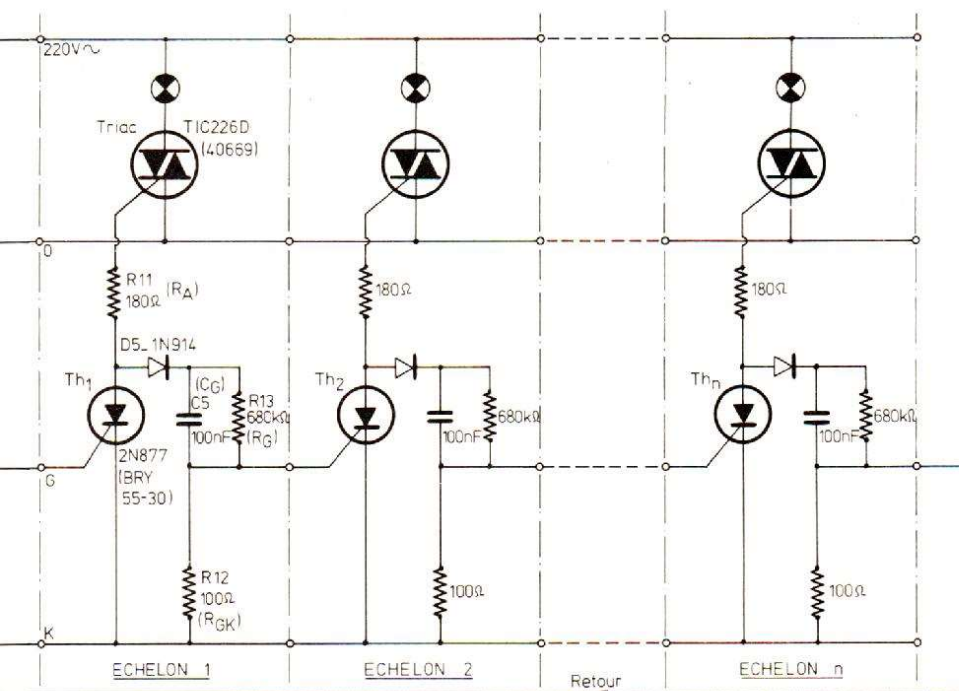 220V∿
Triac
TIC226D
(40669)
0
R11
180Ω (RA)
180Ω
180Ω
D5_1N914
Th1
(CG)
C5
100nF
R13
680kΩ
(RG)
Th2
100nF
680kΩ
Thn
100nF
680kΩ
G
2N877
(BRY
55-30)
R12
100Ω
(RGK)
100Ω
100Ω
K
ECHELON 1
ECHELON 2
Retour
ECHELON n